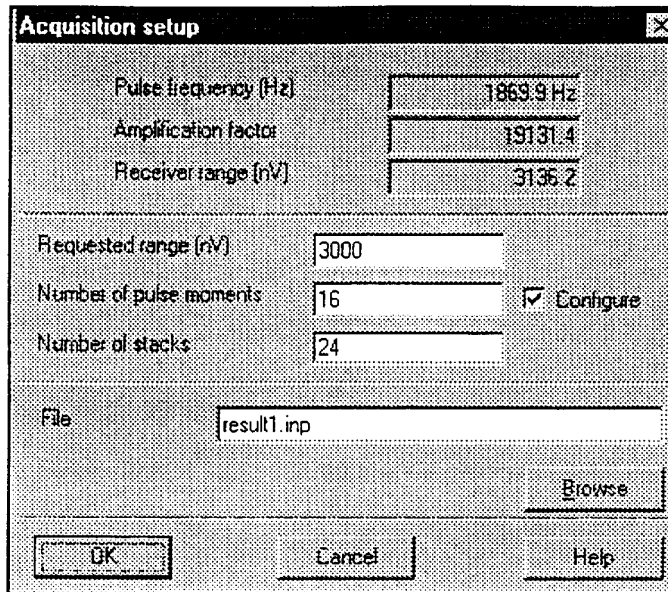 Acquisition setup
Pulse frequency (Hz) 1869.9 Hz
Amplification factor 19131.4
Receiver range (nV) 3136.2
Requested range (nV) 3000
Number of pulse moments 16 Configure
Number of stacks 24
File result1.inp
Browse
OK Cancel Help